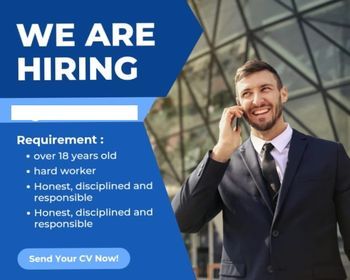 WE ARE
HIRING
Requirement :
• over 18 years old
• hard worker
• Honest, disciplined and
responsible
• Honest, disciplined and
responsible
Send Your CV Now!